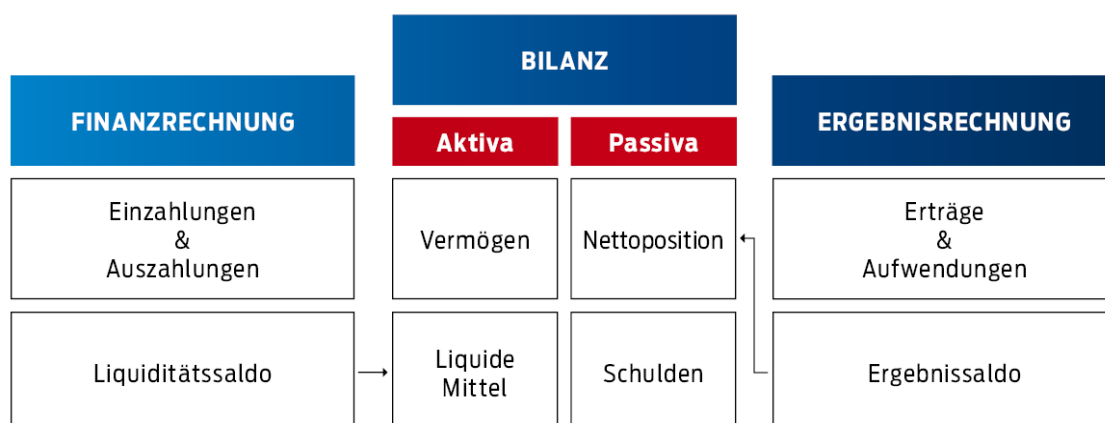 BILANZ
FINANZRECHNUNG
Aktiva
Passiva
ERGEBNISRECHNUNG
Einzahlungen
&
Auszahlungen
Vermögen
Nettoposition
Erträge
&
Aufwendungen
Liquiditätssaldo
Liquide
Mittel
Schulden
Ergebnissaldo